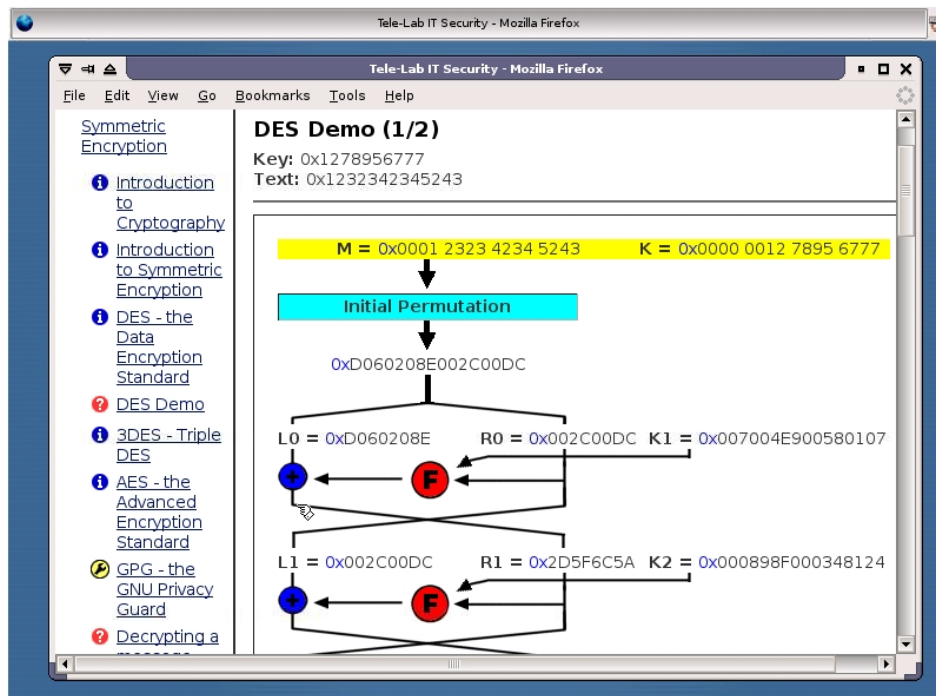 Tele-Lab IT Security - Mozilla Firefox
Tele-Lab IT Security - Mozilla Firefox
File Edit View Go Bookmarks Tools Help
Symmetric
Encryption
Introduction
to
Cryptography
Introduction
to Symmetric
Encryption
DES - the
Data
Encryption
Standard
DES Demo
3DES - Triple
DES
AES - the
Advanced
Encryption
Standard
GPG - the
GNU Privacy
Guard
Decrypting a
message
DES Demo (1/2)
Key: 0x1278956777
Text: 0x1232342345243
M = 0x0001 2323 4234 5243 K = 0x0000 0012 7895 6777
Initial Permutation
0xD060208E002C00DC
L0 = 0xD060208E R0 = 0x002C00DC K1 = 0x007004E900580107
+ F
L1 = 0x002C00DC R1 = 0x2D5F6C5A K2 = 0x000898F000348124
+ F